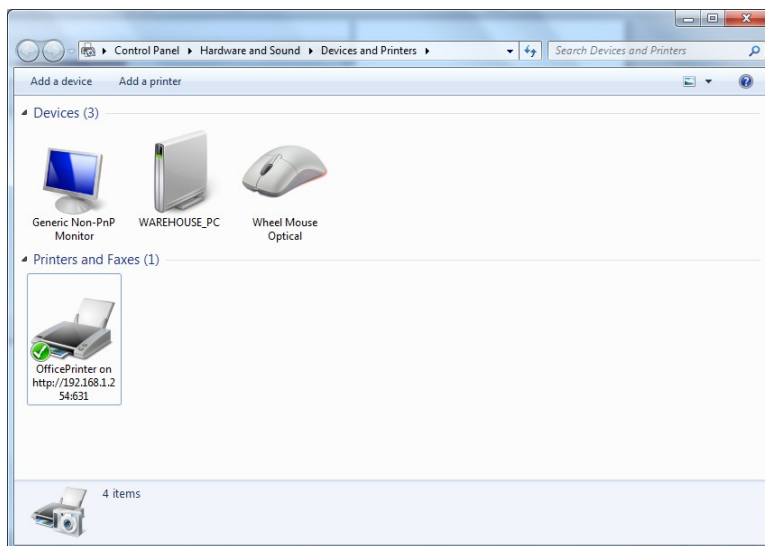 Control Panel ▸ Hardware and Sound ▸ Devices and Printers ▸
Search Devices and Printers
Add a device Add a printer
Devices (3)
Generic Non-PnP
Monitor
WAREHOUSE_PC
Wheel Mouse
Optical
Printers and Faxes (1)
OfficePrinter on
http://192.168.1.2
54:631
4 items